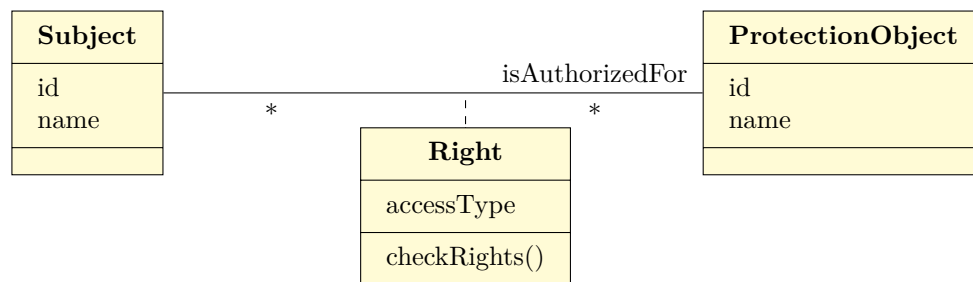 Subject
id
name
isAuthorizedFor
*
*
ProtectionObject
id
name
Right
accessType
checkRights()